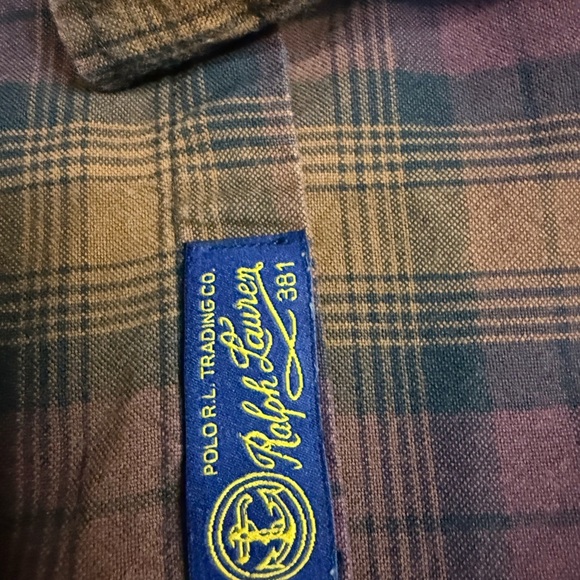 POLO R.L. TRADING CO.
Ralph Lauren
381